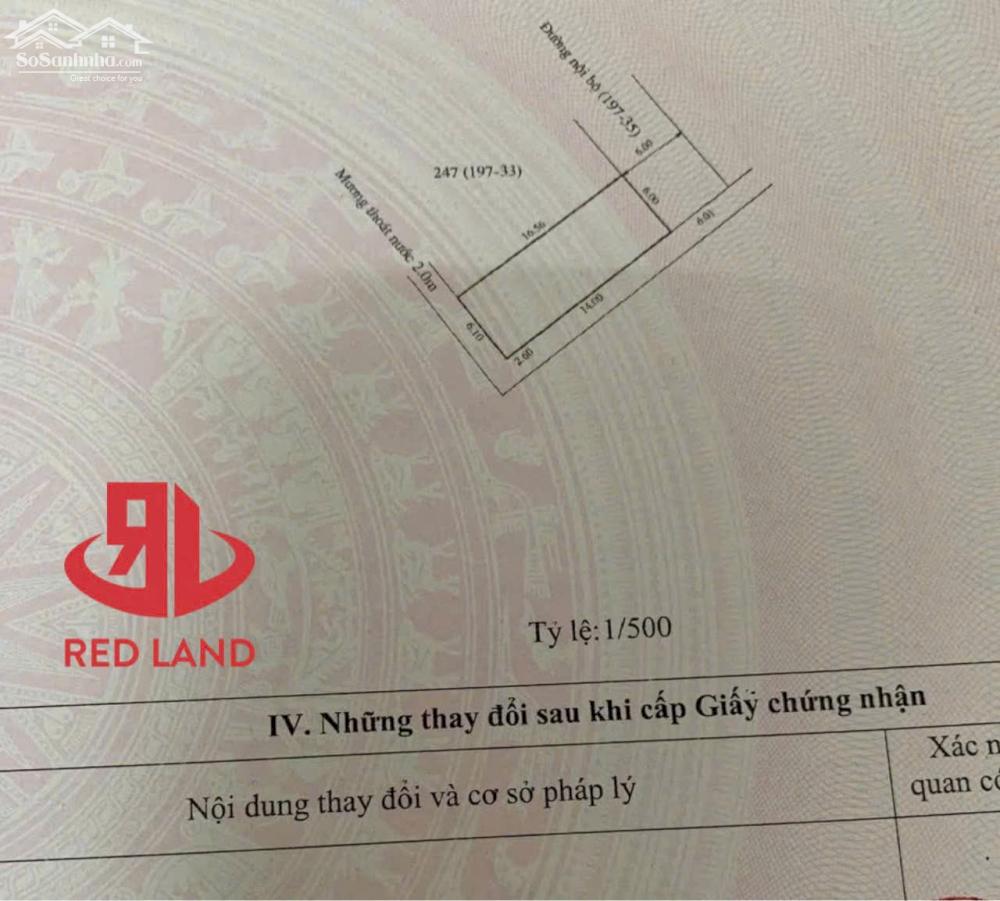 SoSanhnha.com
Great choice for you
Đường nội bộ (197-35)
6.00
247 (197-33)
Mương thoát nước 2.0m
16.56
6.00
6.01
14.00
6.10
2.60
RED LAND
Tỷ lệ:1/500
IV. Những thay đổi sau khi cấp Giấy chứng nhận
Nội dung thay đổi và cơ sở pháp lý
Xác n
quan có